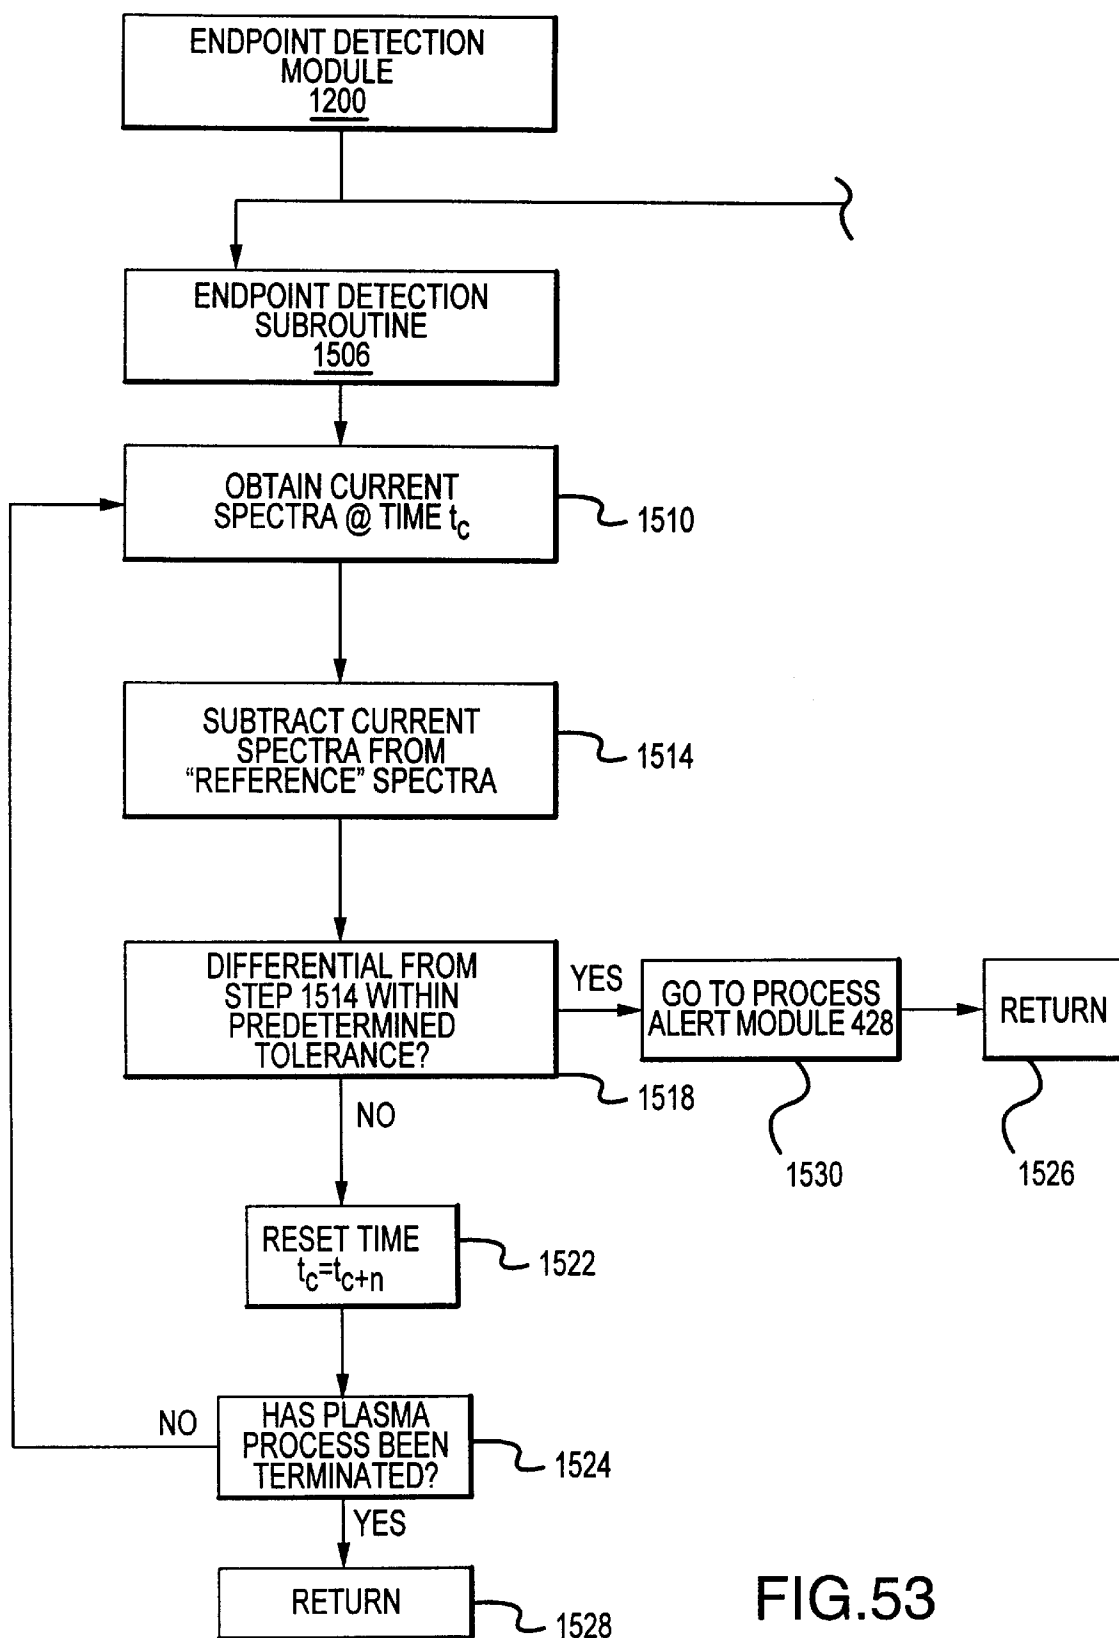 ENDPOINT DETECTION
MODULE
1200
ENDPOINT DETECTION
SUBROUTINE
1506
OBTAIN CURRENT
SPECTRA @ TIME tc
1510
SUBTRACT CURRENT
SPECTRA FROM
“REFERENCE” SPECTRA
1514
DIFFERENTIAL FROM
STEP 1514 WITHIN
PREDETERMINED
TOLERANCE?
1518
YES
GO TO PROCESS
ALERT MODULE 428
1530
RETURN
1526
NO
RESET TIME
tc=tc+n
1522
HAS PLASMA
PROCESS BEEN
TERMINATED?
1524
NO
YES
RETURN
1528
FIG.53